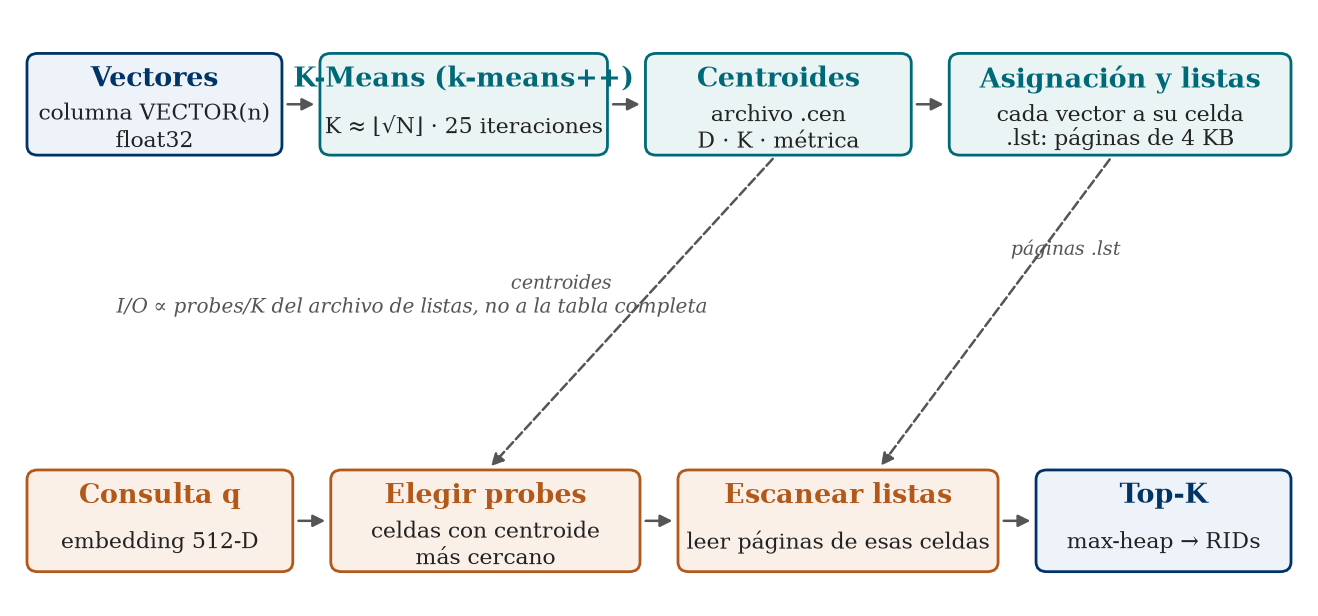 Vectores
columna VECTOR(n)
float32
K-Means (k-means++)
K ≈ ⌊√N⌋ · 25 iteraciones
Centroides
archivo .cen
D · K · métrica
Asignación y listas
cada vector a su celda
.lst: páginas de 4 KB
páginas .lst
centroides
I/O ∝ probes/K del archivo de listas, no a la tabla completa
Consulta q
embedding 512-D
Elegir probes
celdas con centroide
más cercano
Escanear listas
leer páginas de esas celdas
Top-K
max-heap → RIDs